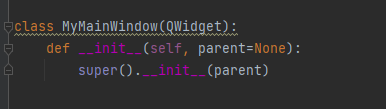 class MyMainWindow(QWidget):
    def __init__(self, parent=None):
        super().__init__(parent)